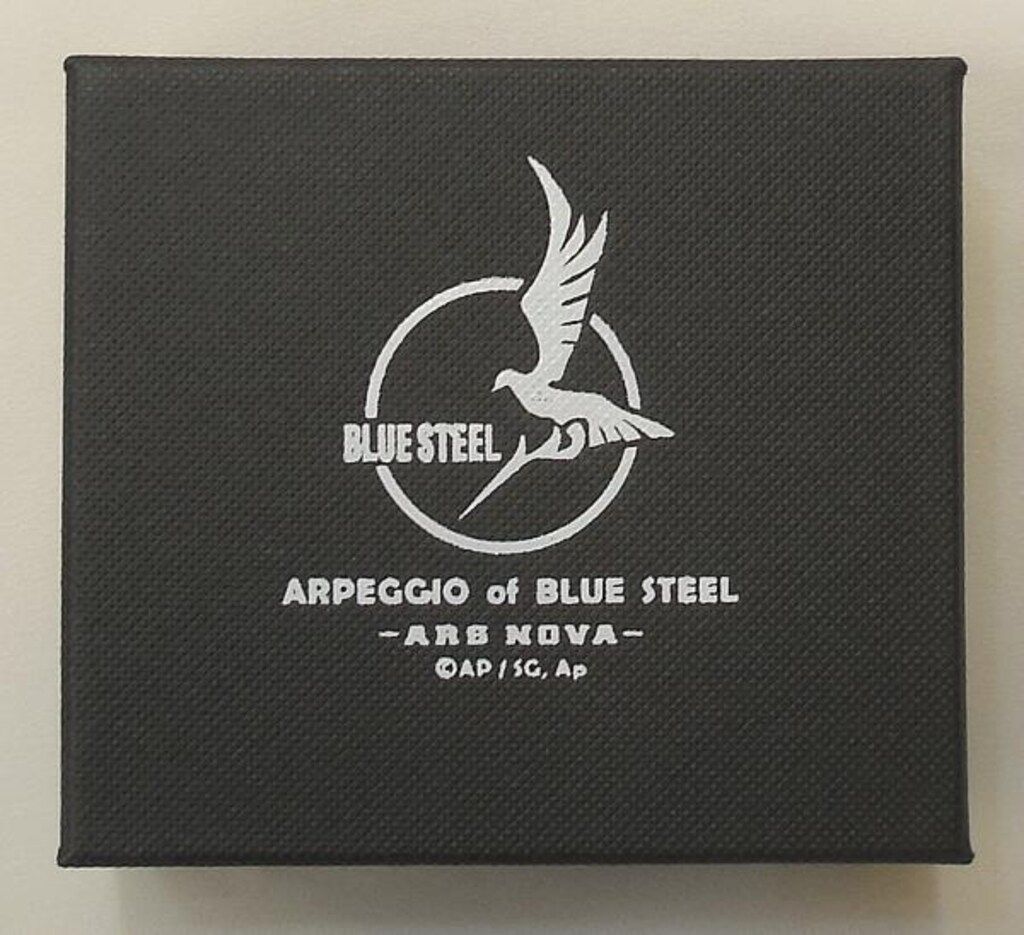 BLUE STEEL
ARPEGGIO of BLUE STEEL
-ARS NOVA-
©AP / SG, Ap